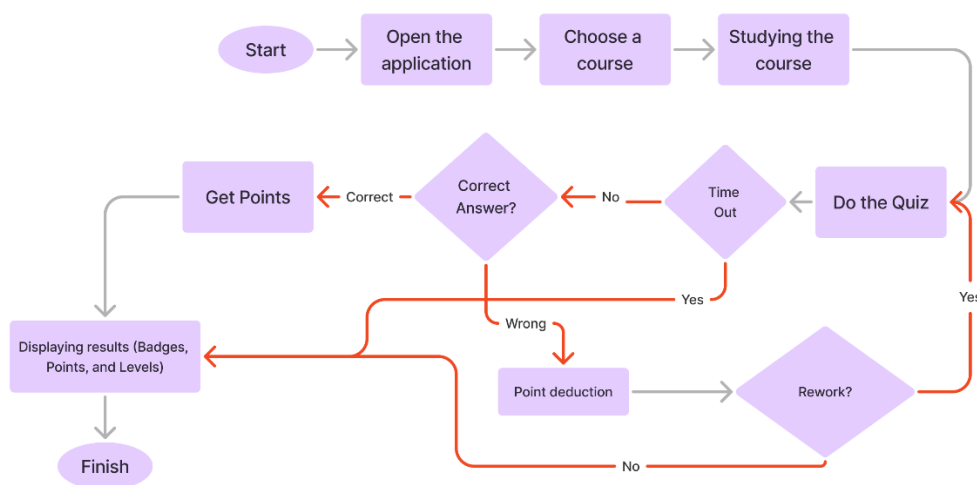 Start
Open the
application
Choose a
course
Studying the
course
Get Points
Correct
Correct
Answer?
No
Time
Out
Do the Quiz
Yes
Yes
Wrong
Displaying results (Badges,
Points, and Levels)
Point deduction
Rework?
No
Finish